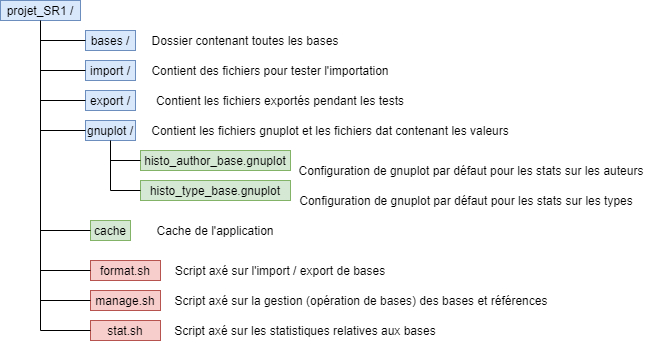 projet_SR1 /
bases / Dossier contenant toutes les bases
import / Contient des fichiers pour tester l'importation
export / Contient les fichiers exportés pendant les tests
gnuplot / Contient les fichiers gnuplot et les fichiers dat contenant les valeurs
histo_author_base.gnuplot Configuration de gnuplot par défaut pour les stats sur les auteurs
histo_type_base.gnuplot Configuration de gnuplot par défaut pour les stats sur les types
cache Cache de l'application
format.sh Script axé sur l'import / export de bases
manage.sh Script axé sur la gestion (opération de bases) des bases et références
stat.sh Script axé sur les statistiques relatives aux bases